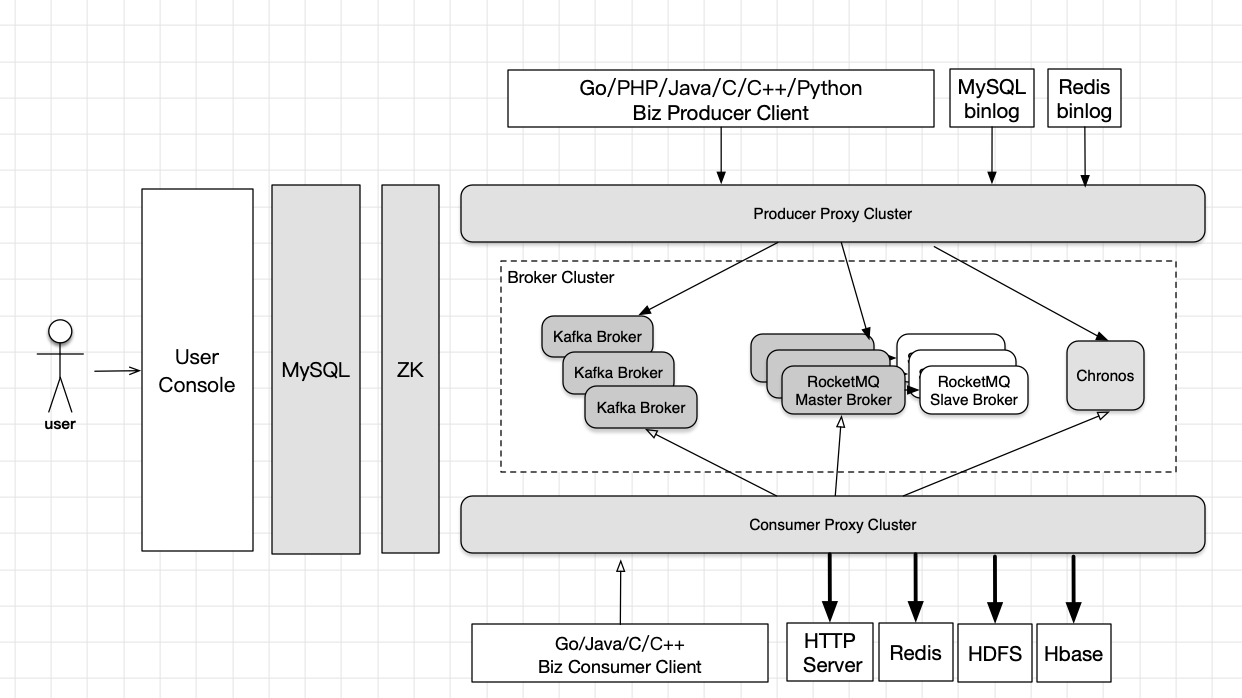 Go/PHP/Java/C/C++/Python
Biz Producer Client
MySQL
binlog
Redis
binlog
Producer Proxy Cluster
Broker Cluster
Kafka Broker
Kafka Broker
Kafka Broker
RocketMQ
Master Broker
RocketMQ
Slave Broker
Chronos
user
User
Console
MySQL
ZK
Consumer Proxy Cluster
Go/Java/C/C++
Biz Consumer Client
HTTP
Server
Redis
HDFS
Hbase